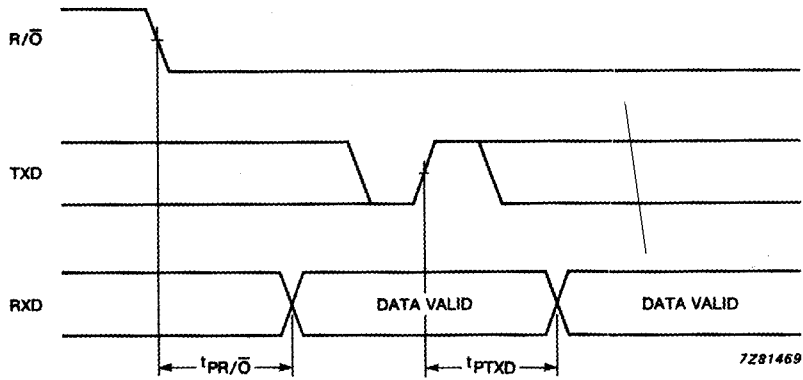 R/O̅
TXD
RXD
DATA VALID
DATA VALID
tPR/O̅
tPTXD
7Z81469